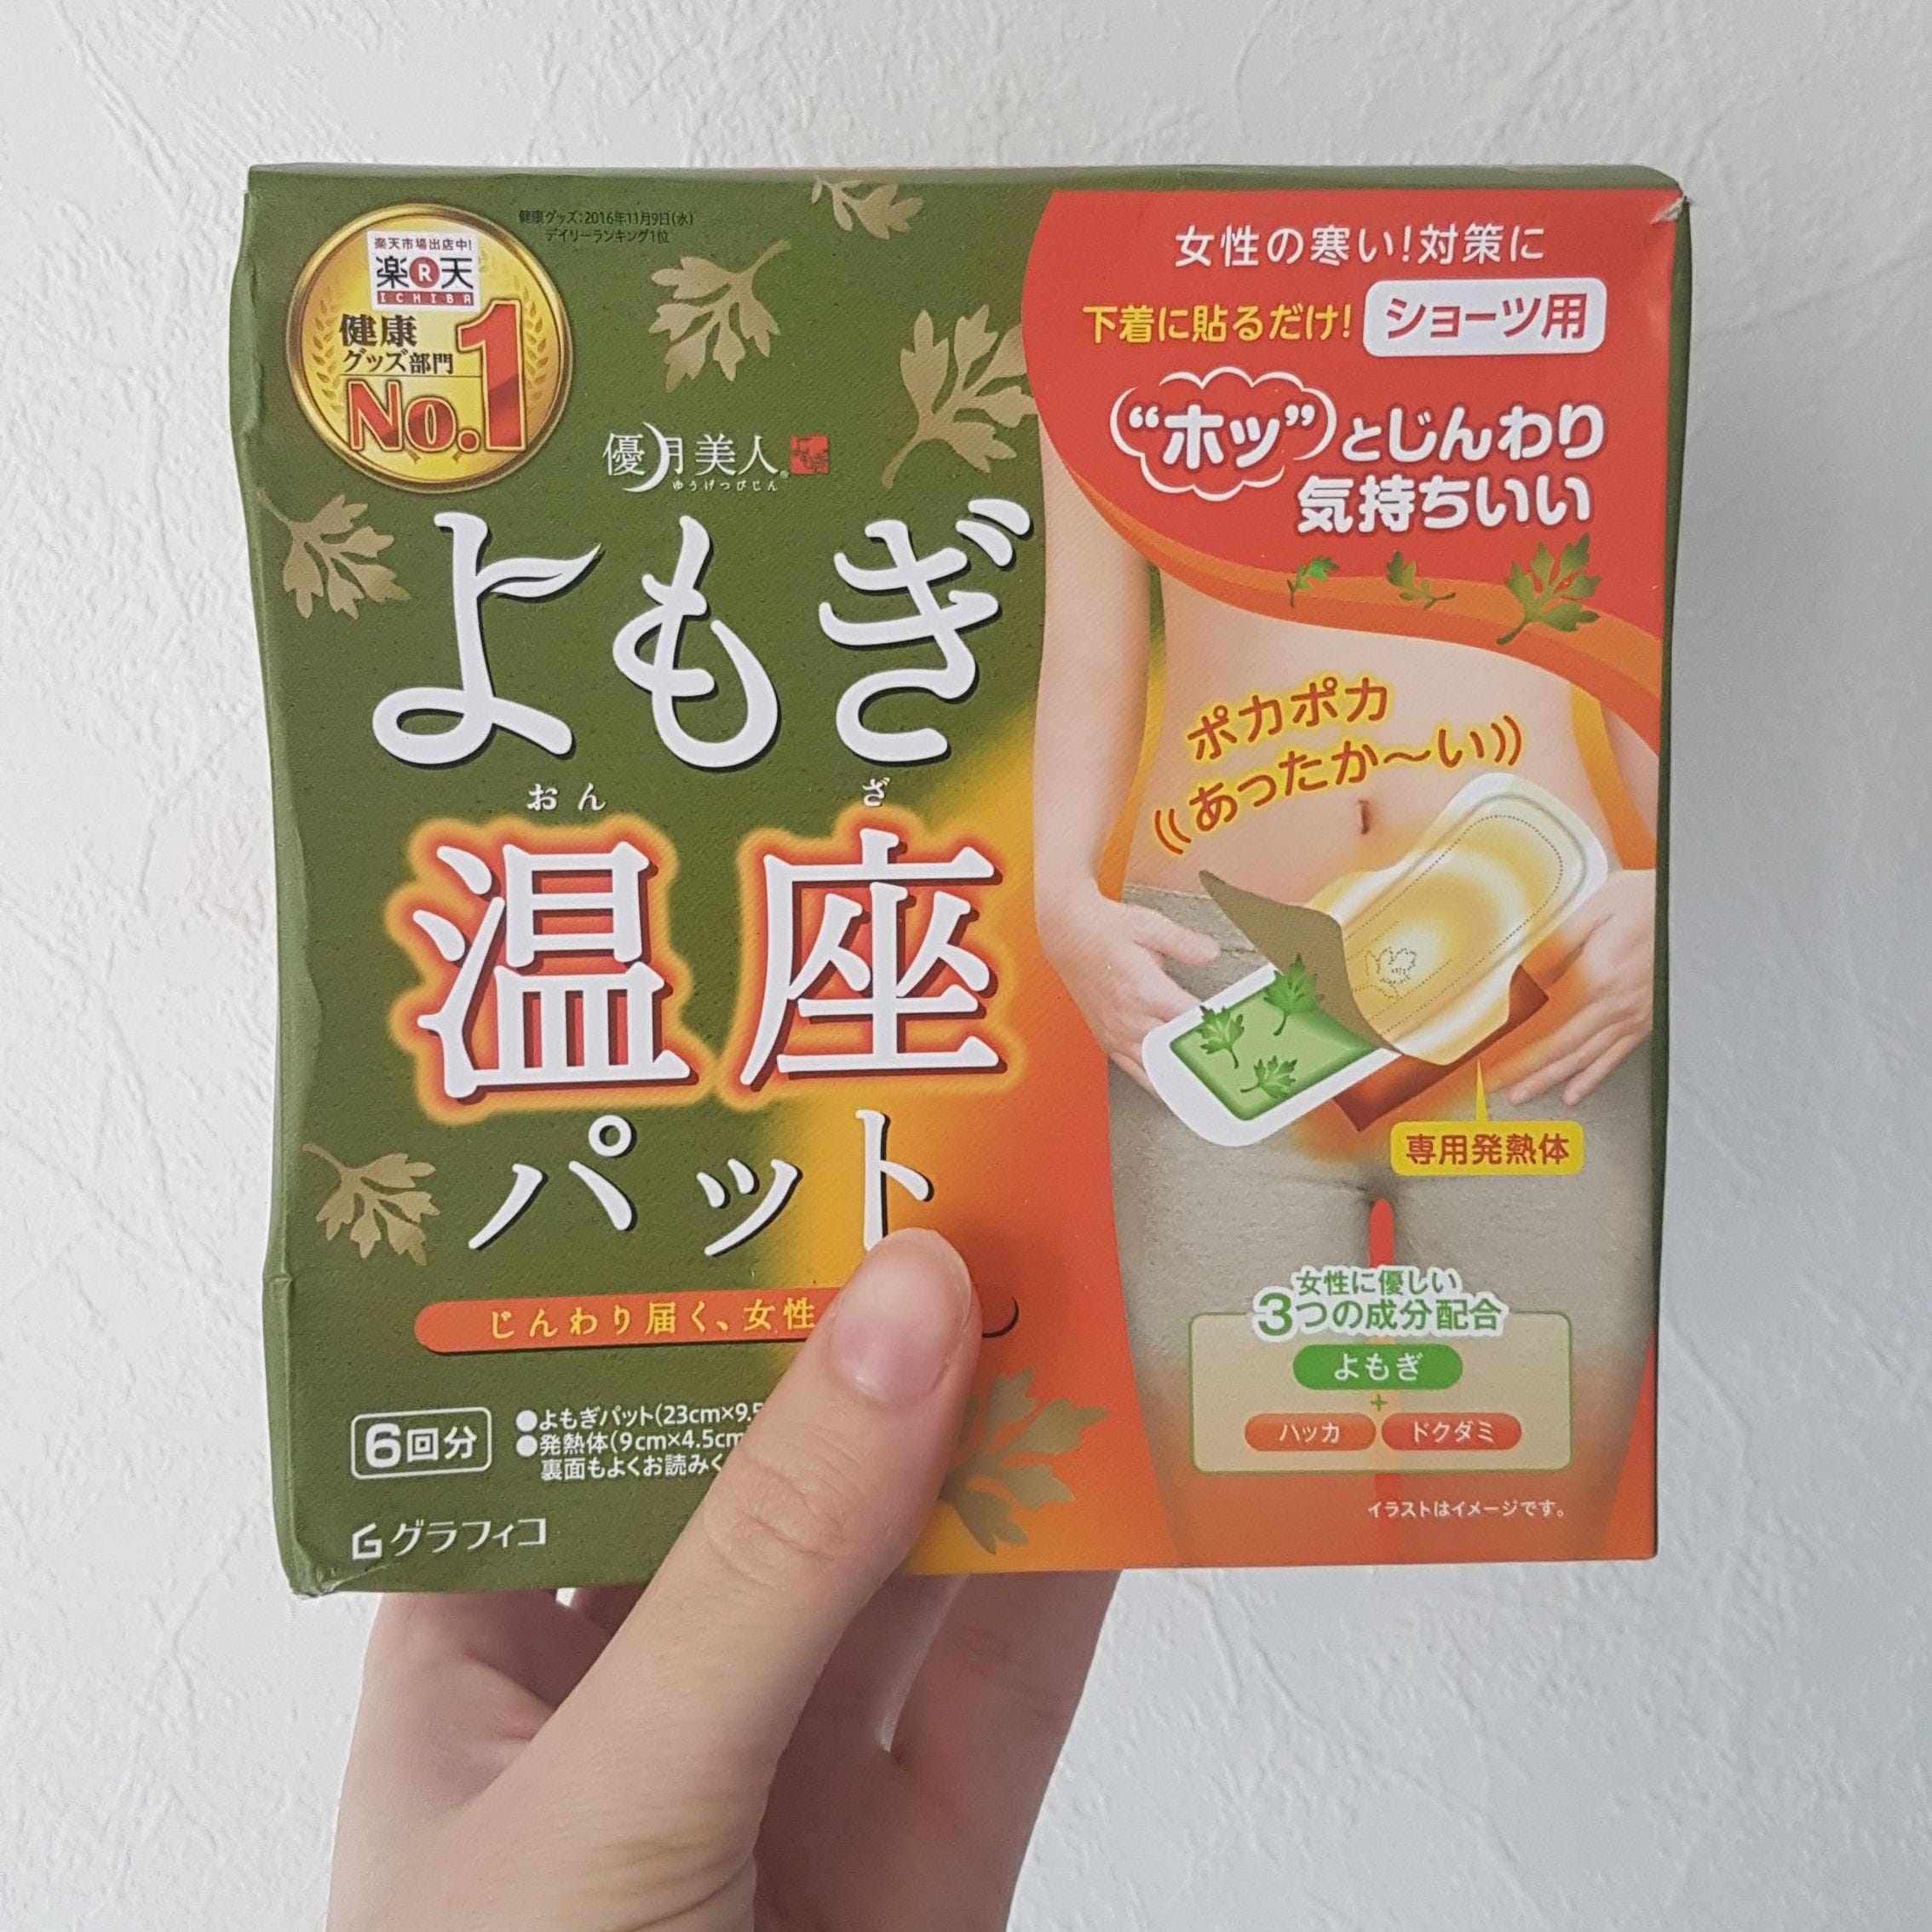 健康グッズ:2016年11月9日(水)
デイリーランキング1位
楽天市場出店中!
楽R天
ICHIBA
健康
グッズ部門
No.1
優月美人®
ゆうげつびじん
よもぎ
おんざ
温座
パット
じんわり届く、女性
6回分
●よもぎパット(23cm×9.5
●発熱体(9cm×4.5cm
裏面もよくお読みく
グラフィコ
女性の寒い!対策に
下着に貼るだけ! ショーツ用
“ホッ”とじんわり
気持ちいい
ポカポカ
あったか〜い
専用発熱体
女性に優しい
3つの成分配合
よもぎ
+
ハッカ ドクダミ
イラストはイメージです。